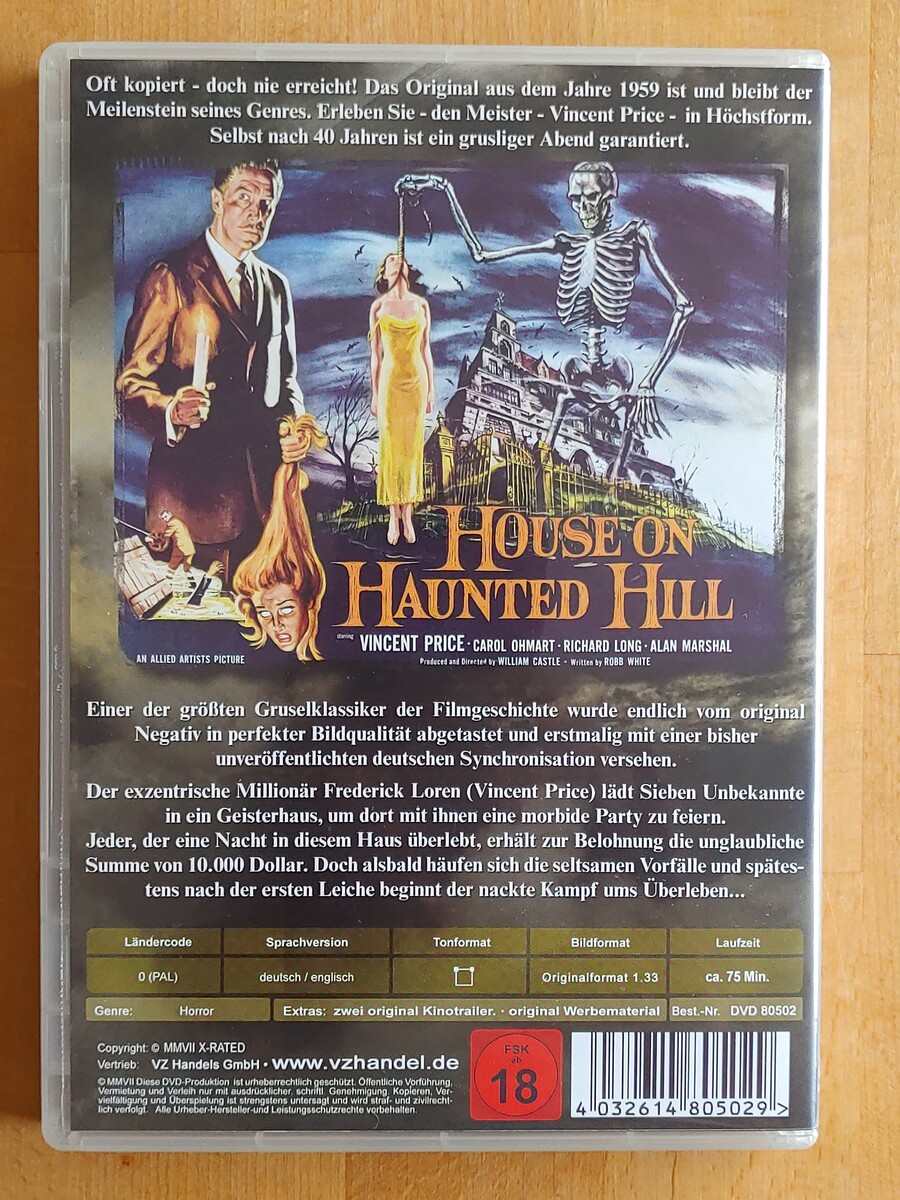 Oft kopiert - doch nie erreicht! Das Original aus dem Jahre 1959 ist und bleibt der
Meilenstein seines Genres. Erleben Sie - den Meister - Vincent Price - in Höchstform.
Selbst nach 40 Jahren ist ein grusliger Abend garantiert.
HOUSE ON
HAUNTED HILL
starring VINCENT PRICE · CAROL OHMART · RICHARD LONG · ALAN MARSHAL
AN ALLIED ARTISTS PICTURE
Produced and Directed by WILLIAM CASTLE · Written by ROBB WHITE
Einer der größten Gruselklassiker der Filmgeschichte wurde endlich vom original
Negativ in perfekter Bildqualität abgetastet und erstmalig mit einer bisher
unveröffentlichten deutschen Synchronisation versehen.
Der exzentrische Millionär Frederick Loren (Vincent Price) lädt Sieben Unbekannte
in ein Geisterhaus, um dort mit ihnen eine morbide Party zu feiern.
Jeder, der eine Nacht in diesem Haus überlebt, erhält zur Belohnung die unglaubliche
Summe von 10.000 Dollar. Doch alsbald häufen sich die seltsamen Vorfälle und spätes-
tens nach der ersten Leiche beginnt der nackte Kampf ums Überleben...
Ländercode Sprachversion Tonformat Bildformat Laufzeit
0 (PAL) deutsch / englisch Originalformat 1.33 ca. 75 Min.
Genre: Horror Extras: zwei original Kinotrailer. · original Werbematerial Best.-Nr. DVD 80502
Copyright: © MMVII X-RATED
Vertrieb: VZ Handels GmbH · www.vzhandel.de
© MMVII Diese DVD-Produktion ist urheberrechtlich geschützt. Öffentliche Vorführung,
Vermietung und Verleih nur mit ausdrücklicher, schriftl. Genehmigung. Kopieren, Ver-
vielfältigung und Überspielung ist strengstens untersagt und wird straf- und zivilrecht-
lich verfolgt. Alle Urheber-Hersteller-und Leistungsschutzrechte vorbehalten.
FSK
ab
18
4 032614 805029 >